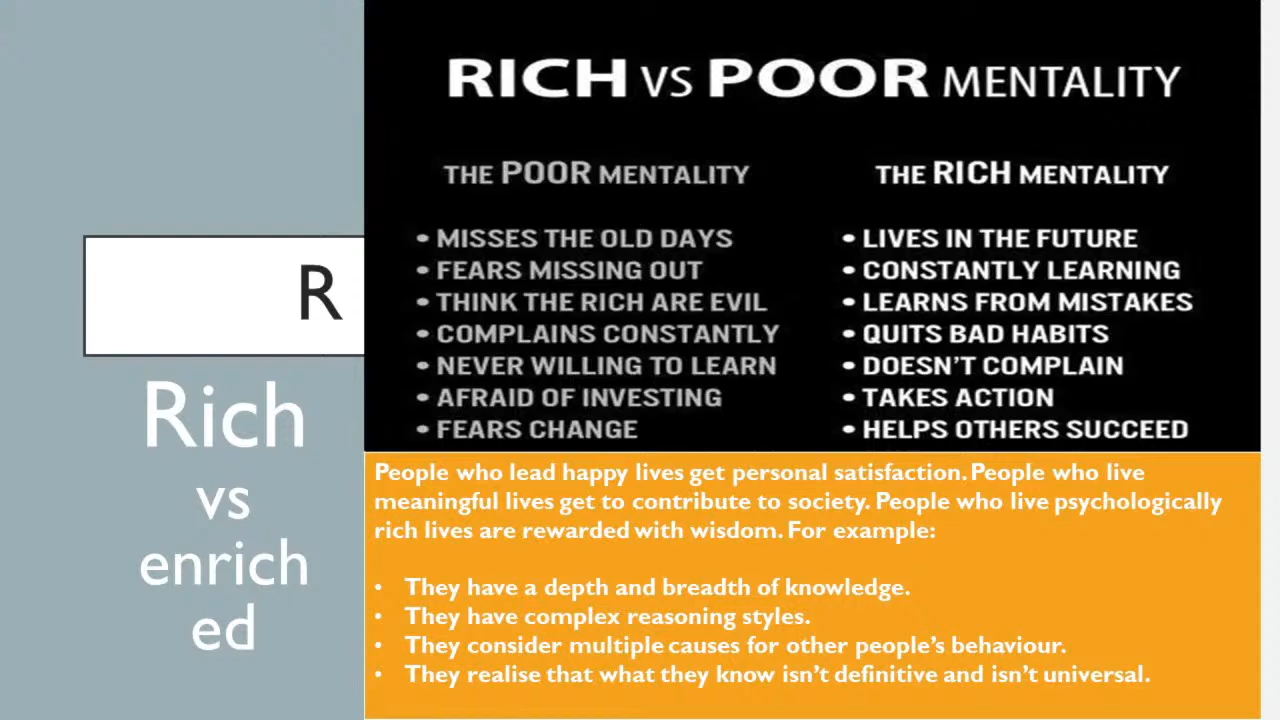 R
Rich
vs
enrich
ed
RICH VS POOR MENTALITY
THE POOR MENTALITY
• MISSES THE OLD DAYS
• FEARS MISSING OUT
• THINK THE RICH ARE EVIL
• COMPLAINS CONSTANTLY
• NEVER WILLING TO LEARN
• AFRAID OF INVESTING
• FEARS CHANGE
THE RICH MENTALITY
• LIVES IN THE FUTURE
• CONSTANTLY LEARNING
• LEARNS FROM MISTAKES
• QUITS BAD HABITS
• DOESN'T COMPLAIN
• TAKES ACTION
• HELPS OTHERS SUCCEED
People who lead happy lives get personal satisfaction. People who live
meaningful lives get to contribute to society. People who live psychologically
rich lives are rewarded with wisdom. For example:
• They have a depth and breadth of knowledge.
• They have complex reasoning styles.
• They consider multiple causes for other people's behaviour.
• They realise that what they know isn't definitive and isn't universal.